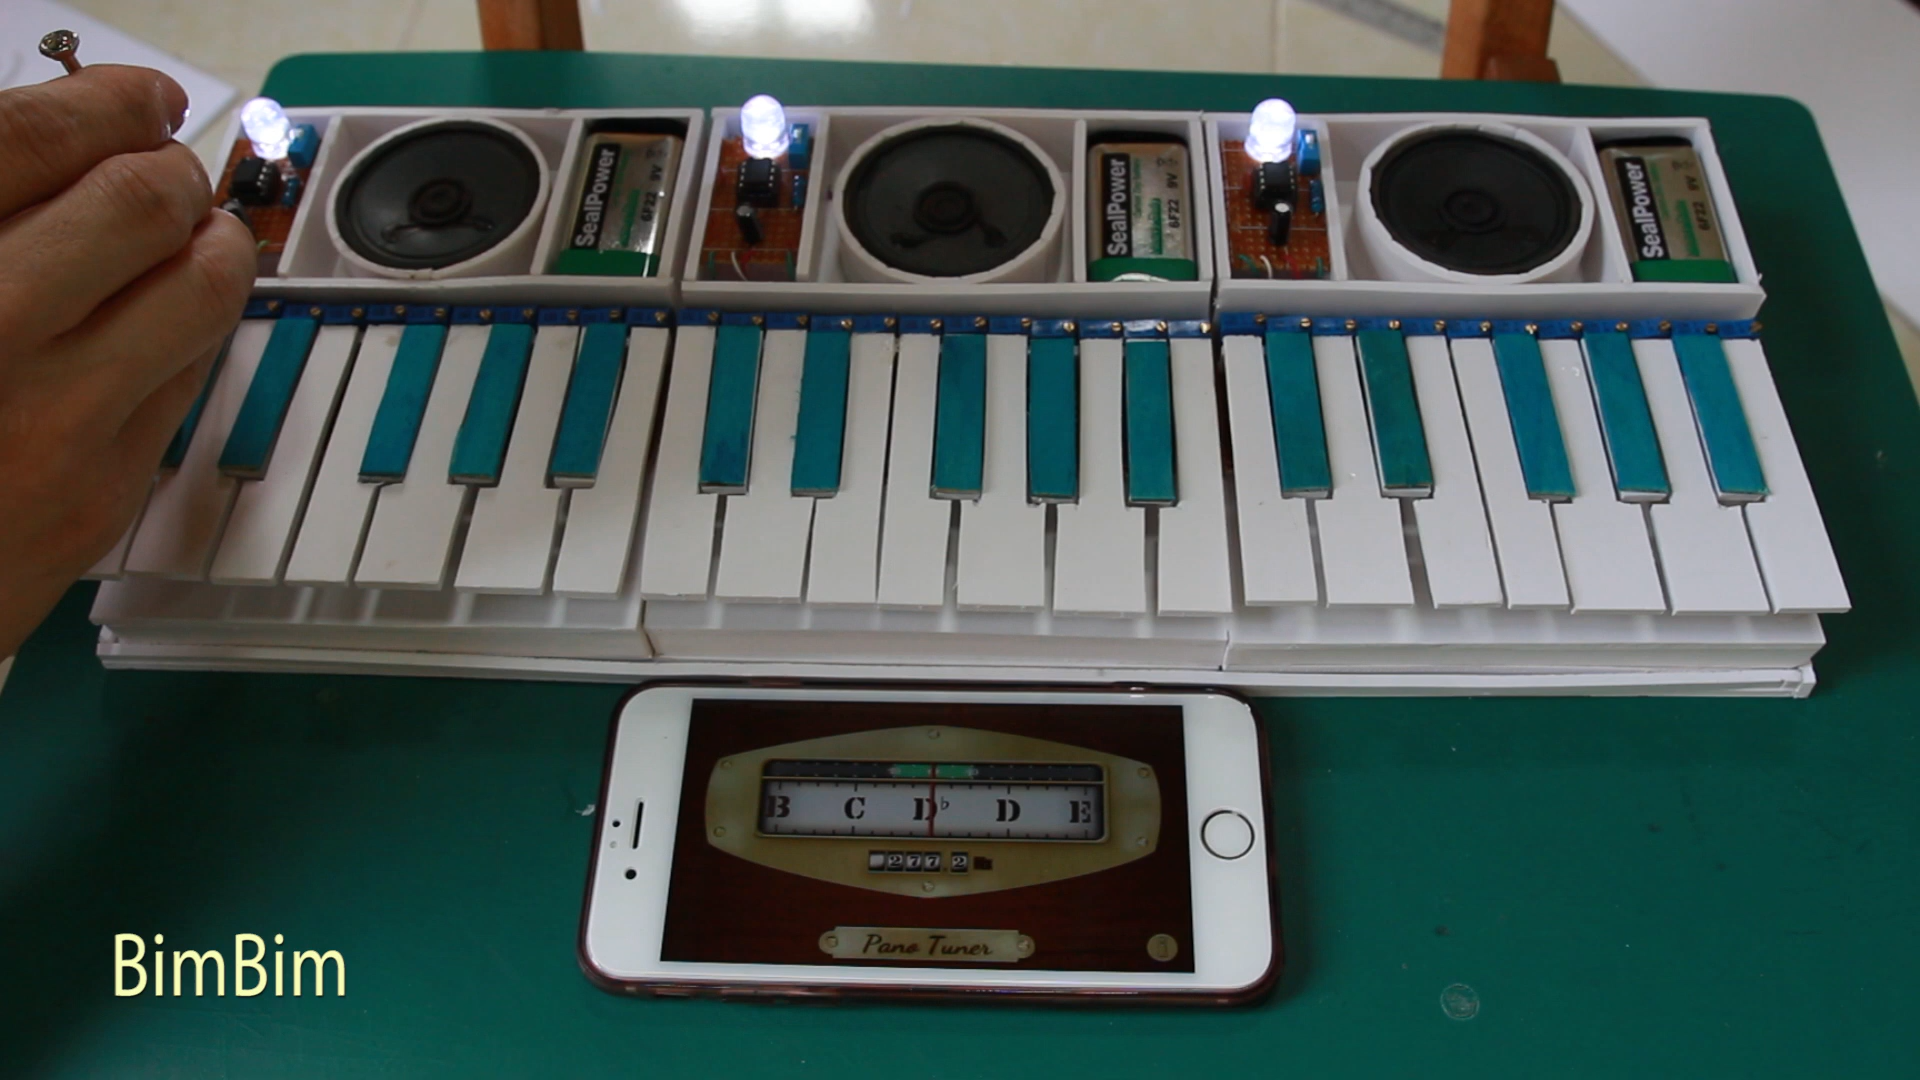 SealPower
6F22 9V
SealPower
6F22 9V
SealPower
6F22 9V
B C D♭ D E
277.2
Pano Tuner
BimBim